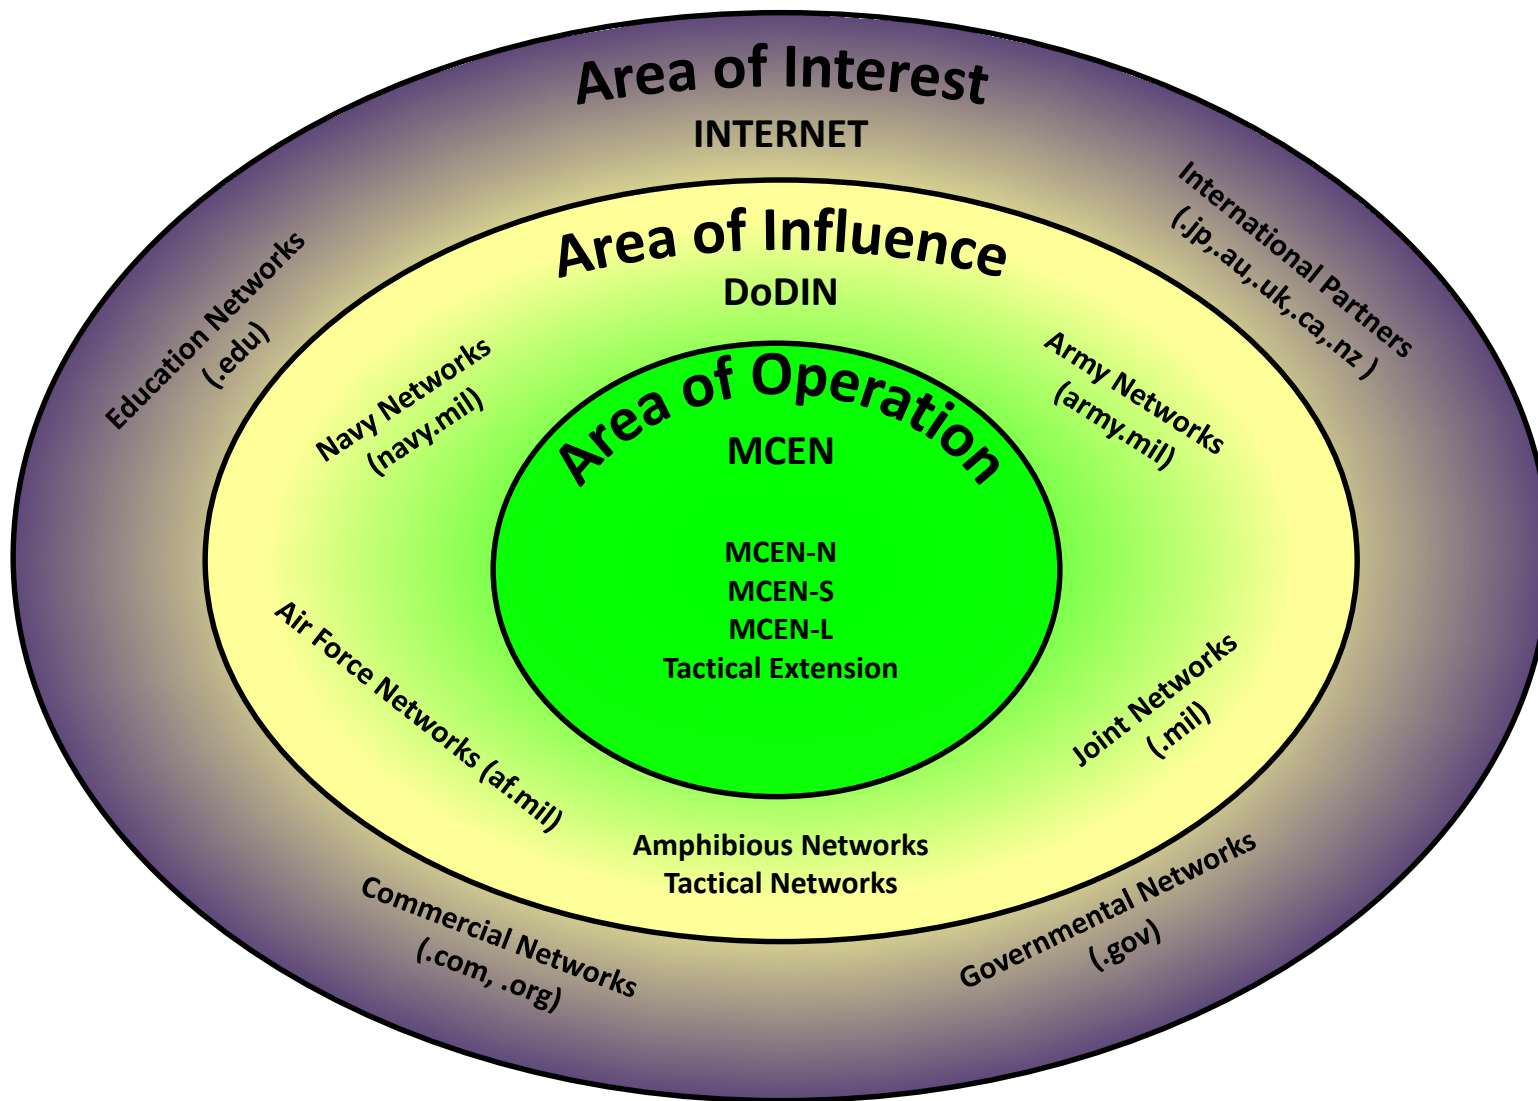 Area of Interest
INTERNET
International Partners
(.jp,.au,.uk,.ca,.nz )
Education Networks
(.edu)
Area of Influence
DoDIN
Navy Networks
(navy.mil)
Army Networks
(army.mil)
Area of Operation
MCEN
MCEN-N
MCEN-S
MCEN-L
Tactical Extension
Air Force Networks (af.mil)
Joint Networks
(.mil)
Amphibious Networks
Tactical Networks
Commercial Networks
(.com, .org)
Governmental Networks
(.gov)